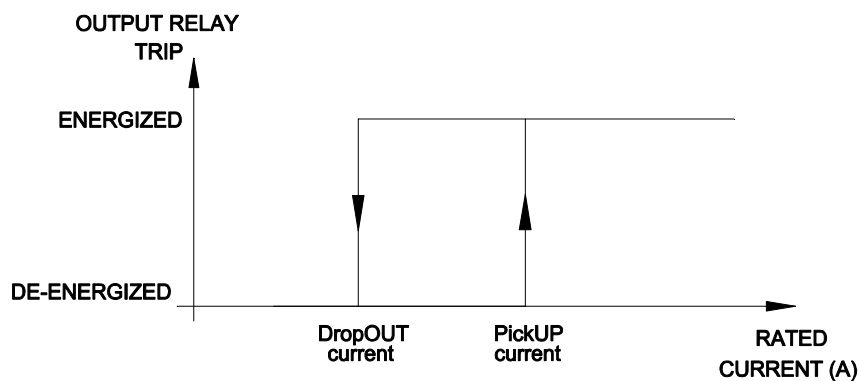 OUTPUT RELAY
TRIP
ENERGIZED
DE-ENERGIZED
DropOUT
current
PickUP
current
RATED
CURRENT (A)